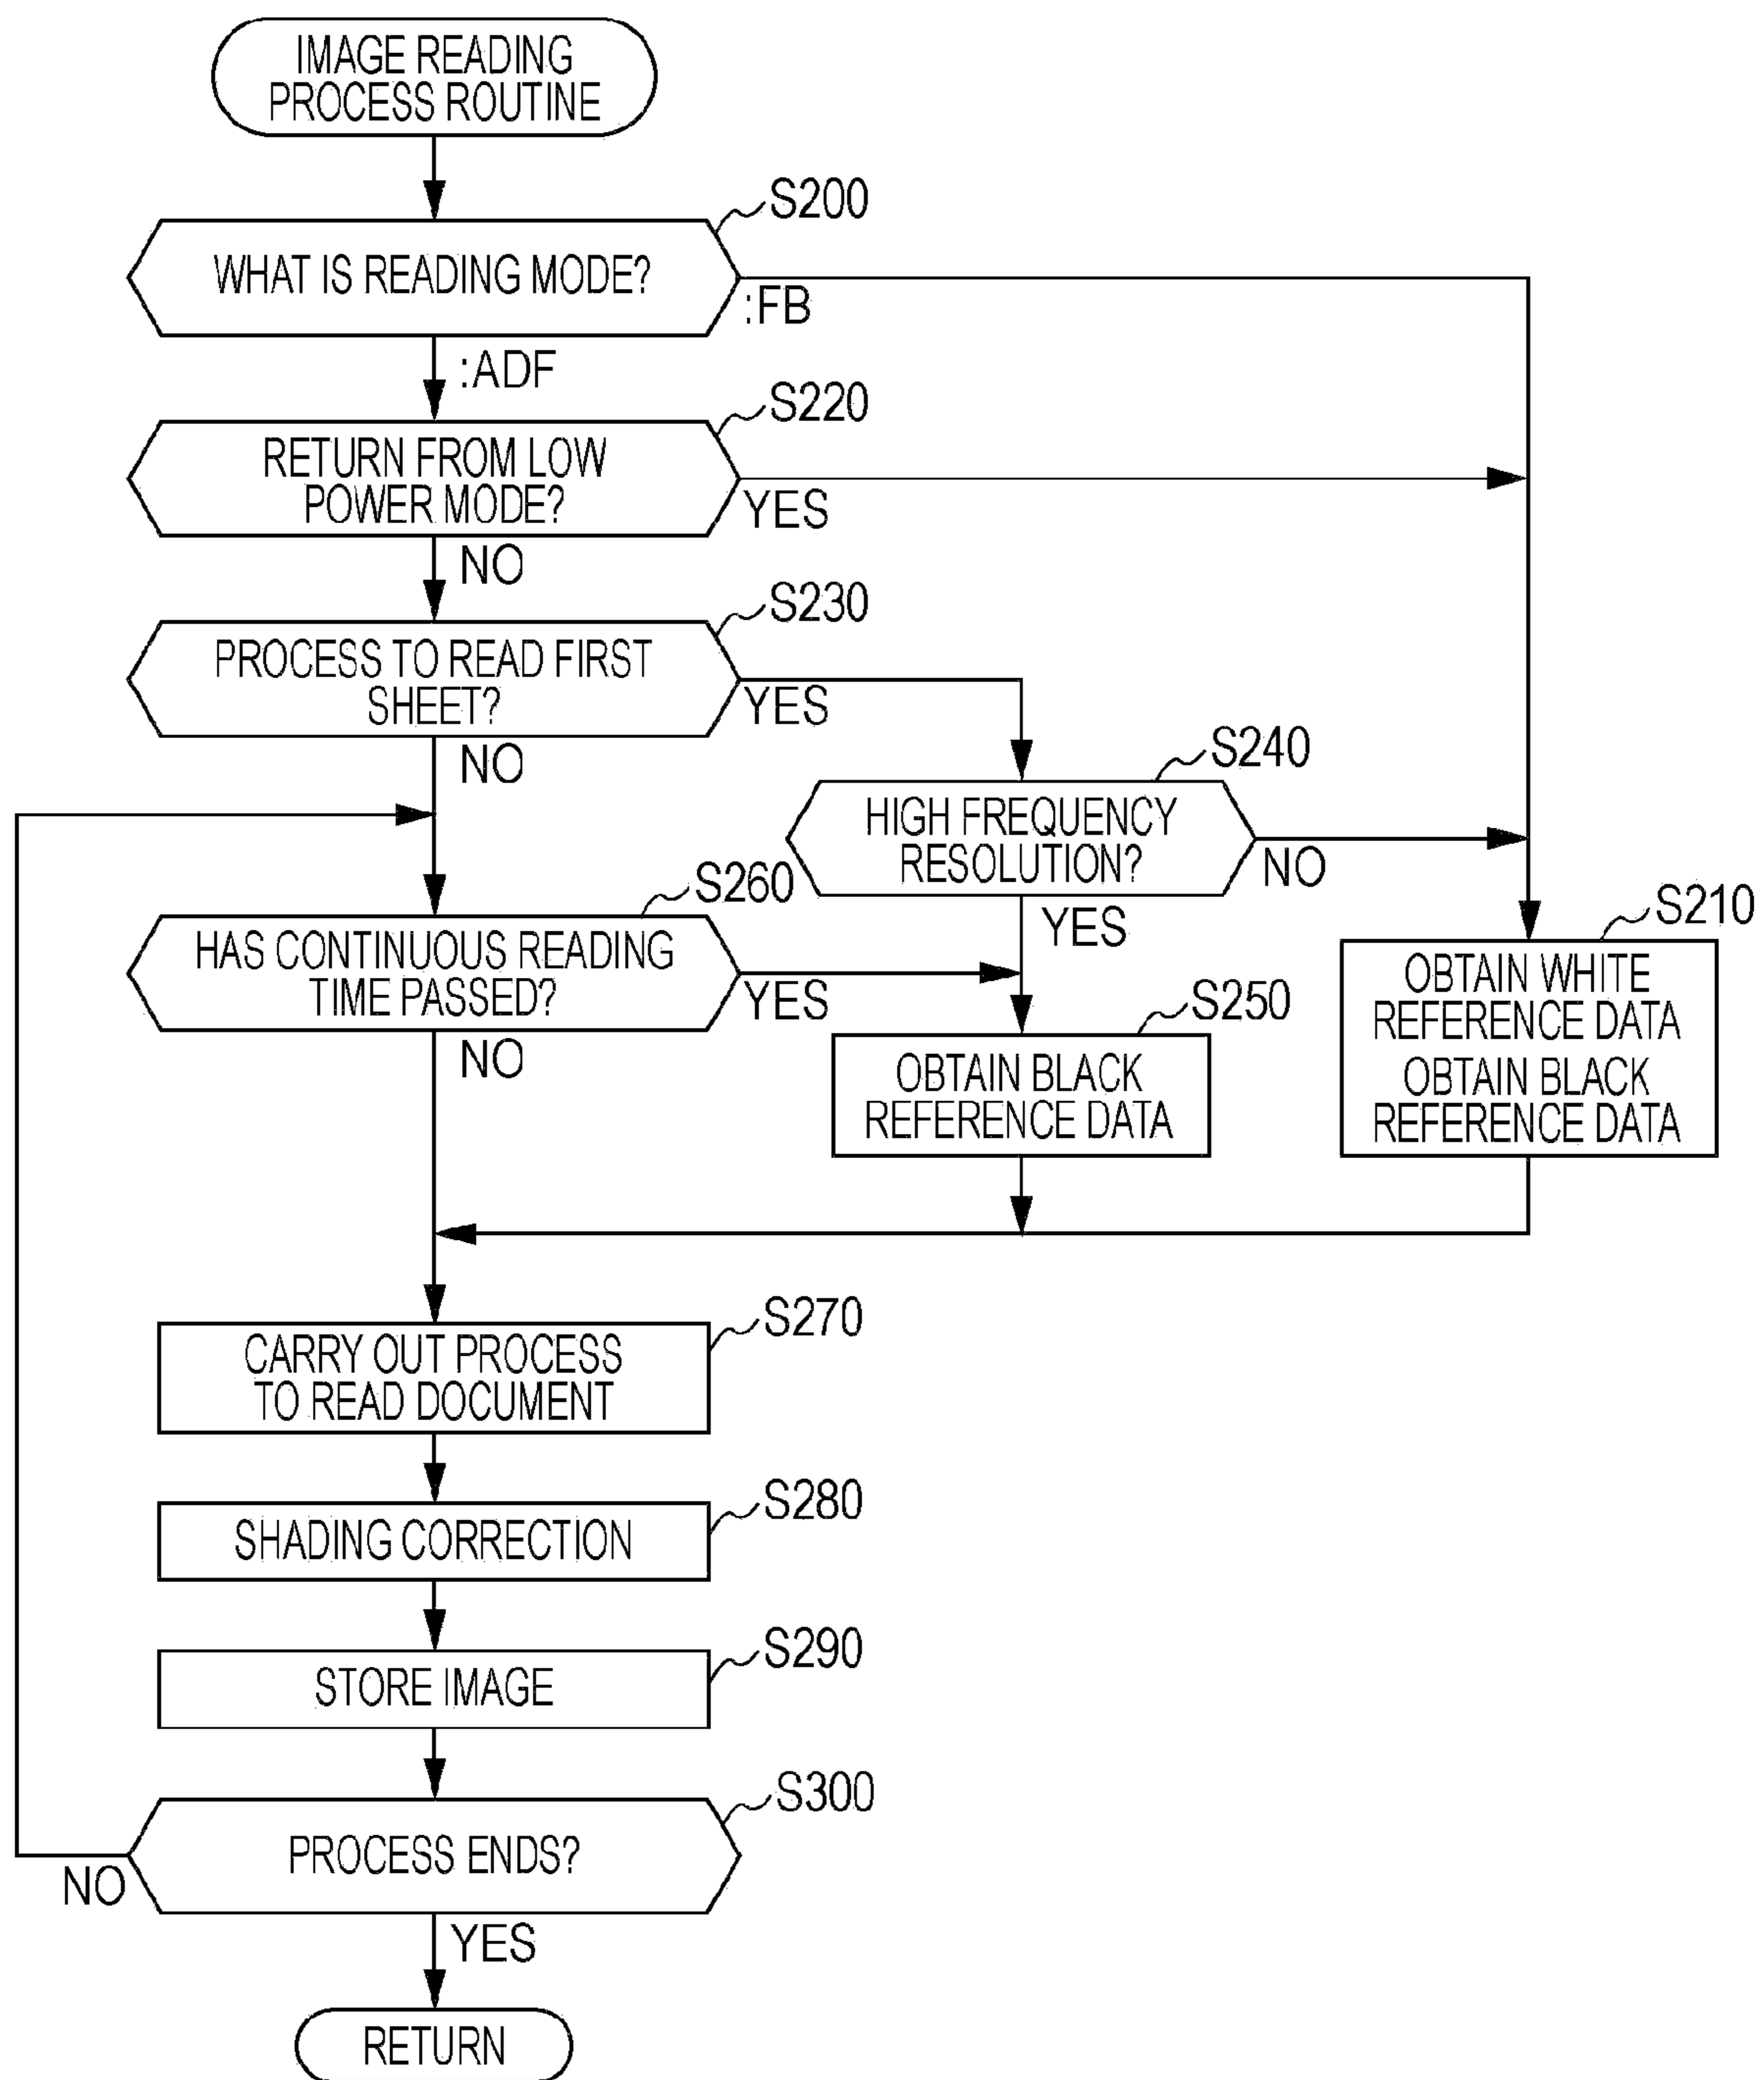 IMAGE READING
PROCESS ROUTINE
S200
WHAT IS READING MODE?
:FB
:ADF
S220
RETURN FROM LOW
POWER MODE?
YES
NO
S230
PROCESS TO READ FIRST
SHEET?
YES
NO
S240
HIGH FREQUENCY
RESOLUTION?
NO
YES
S260
HAS CONTINUOUS READING
TIME PASSED?
YES
NO
S250
OBTAIN BLACK
REFERENCE DATA
S210
OBTAIN WHITE
REFERENCE DATA
OBTAIN BLACK
REFERENCE DATA
S270
CARRY OUT PROCESS
TO READ DOCUMENT
S280
SHADING CORRECTION
S290
STORE IMAGE
S300
PROCESS ENDS?
NO
YES
RETURN